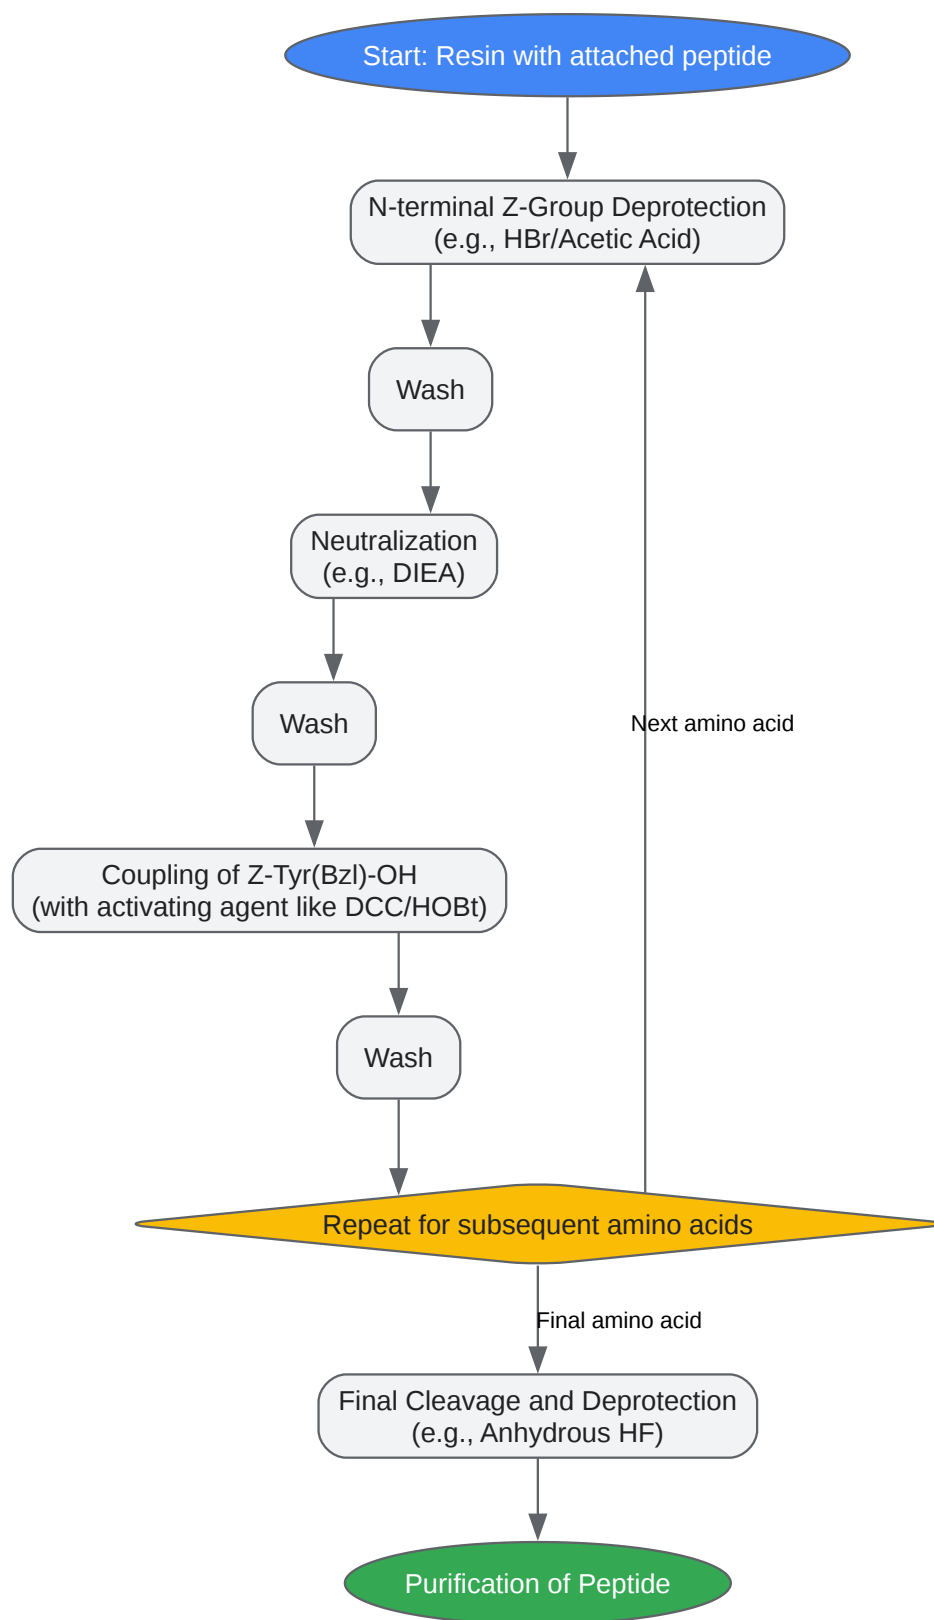 Start: Resin with attached peptide
N-terminal Z-Group Deprotection
(e.g., HBr/Acetic Acid)
Wash
Neutralization
(e.g., DIEA)
Wash
Next amino acid
Coupling of Z-Tyr(Bzl)-OH
(with activating agent like DCC/HOBt)
Wash
Repeat for subsequent amino acids
Final amino acid
Final Cleavage and Deprotection
(e.g., Anhydrous HF)
Purification of Peptide